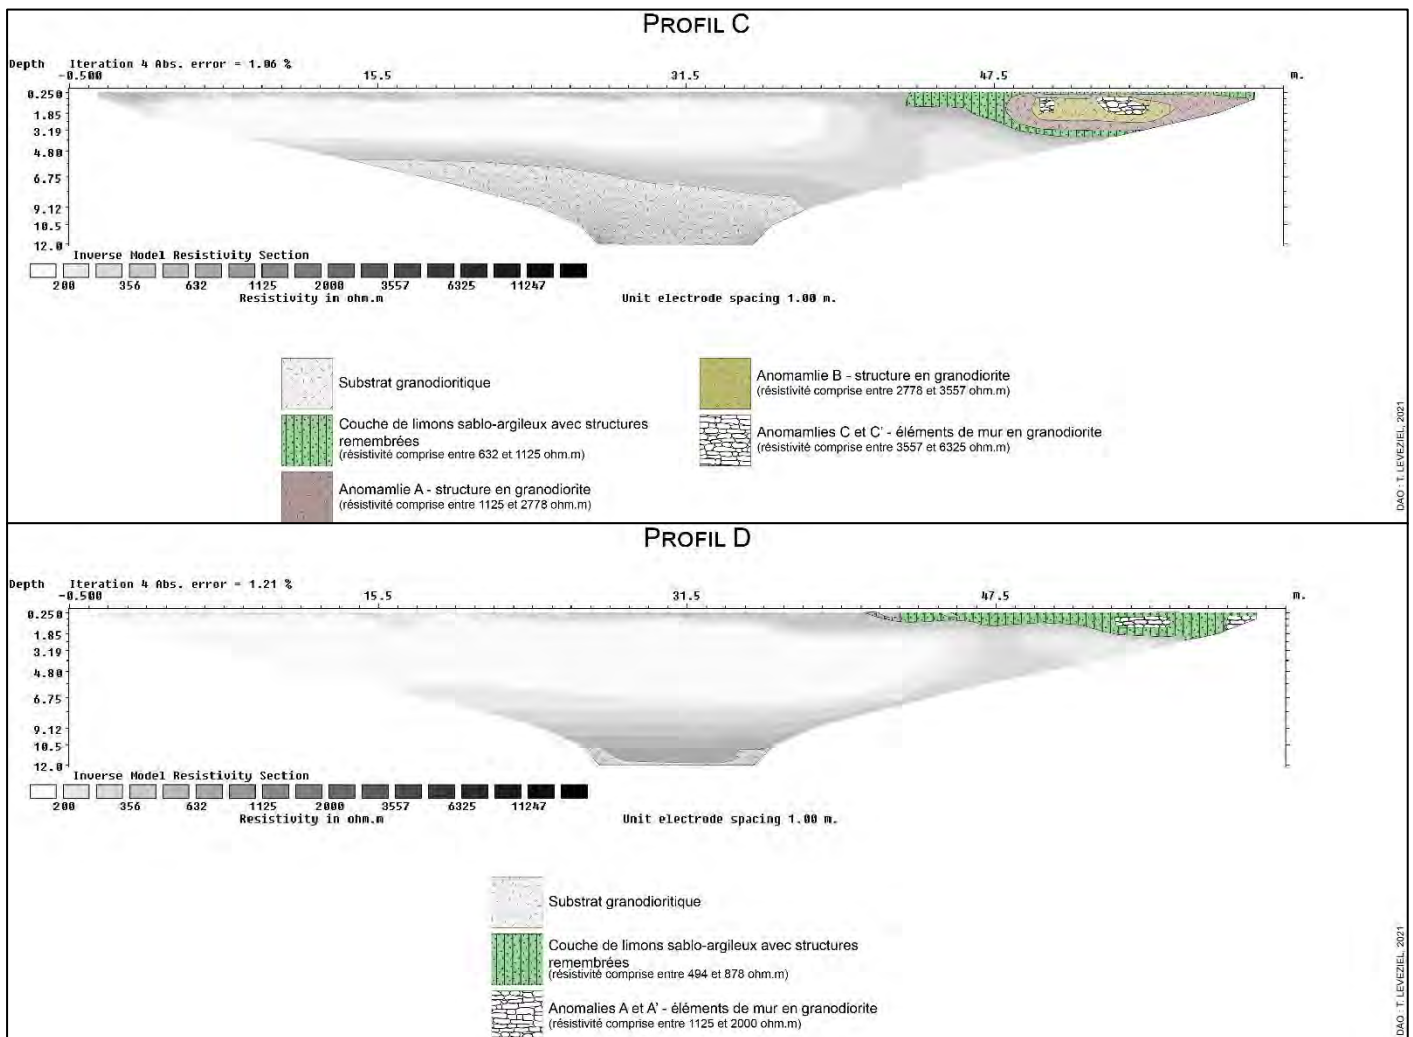 PROFIL C
Depth Iteration 4 Abs. error = 1.06 %
-0.500 15.5 31.5 47.5 m.
0.250
1.85
3.19
4.80
6.75
9.12
10.5
12.0
Inverse Model Resistivity Section
200 356 632 1125 2000 3557 6325 11247
Resistivity in ohm.m Unit electrode spacing 1.00 m.
Substrat granodioritique
Couche de limons sablo-argileux avec structures
remembrées
(résistivité comprise entre 632 et 1125 ohm.m)
Anomamlie A - structure en granodiorite
(résistivité comprise entre 1125 et 2778 ohm.m)
Anomamlie B - structure en granodiorite
(résistivité comprise entre 2778 et 3557 ohm.m)
Anomamlies C et C' - éléments de mur en granodiorite
(résistivité comprise entre 3557 et 6325 ohm.m)
DAO : T. LEVEZIEL, 2021
PROFIL D
Depth Iteration 4 Abs. error = 1.21 %
-0.500 15.5 31.5 47.5 m.
0.250
1.85
3.19
4.80
6.75
9.12
10.5
12.0
Inverse Model Resistivity Section
200 356 632 1125 2000 3557 6325 11247
Resistivity in ohm.m Unit electrode spacing 1.00 m.
Substrat granodioritique
Couche de limons sablo-argileux avec structures
remembrées
(résistivité comprise entre 494 et 878 ohm.m)
Anomalies A et A' - éléments de mur en granodiorite
(résistivité comprise entre 1125 et 2000 ohm.m)
DAO : T. LEVEZIEL, 2021